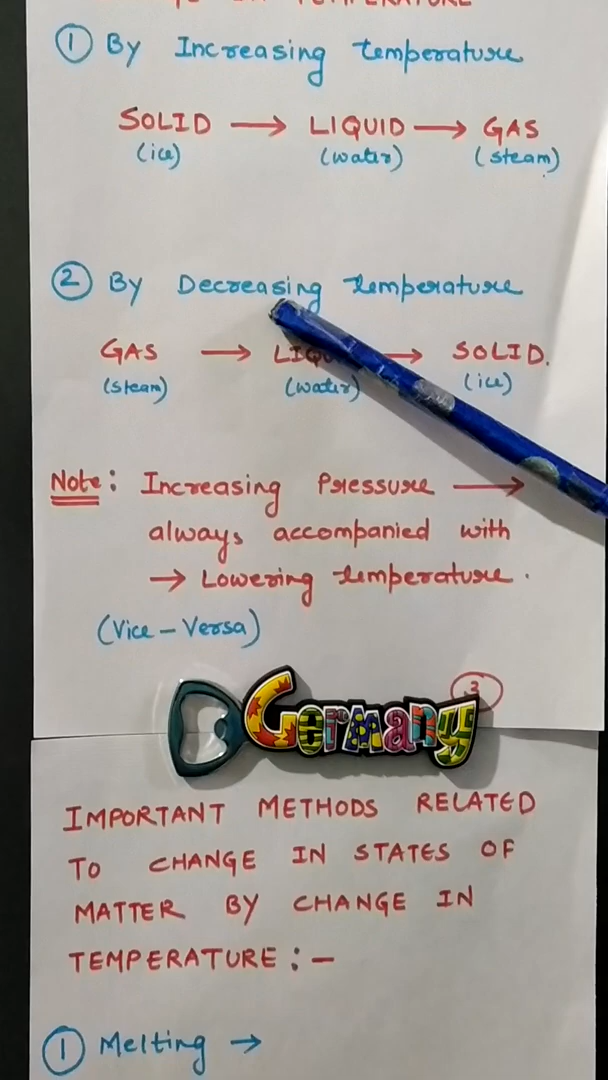 ① By Increasing temperature
SOLID → LIQUID → GAS
(ice) (water) (steam)
② By Decreasing temperature
GAS → → SOLID.
(steam) (water) (ice)
Note: Increasing Pressure →
always accompanied with
→ Lowering temperature.
(Vice-Versa)
Germany
IMPORTANT METHODS RELATED
TO CHANGE IN STATES OF
MATTER BY CHANGE IN
TEMPERATURE:-
① Melting →